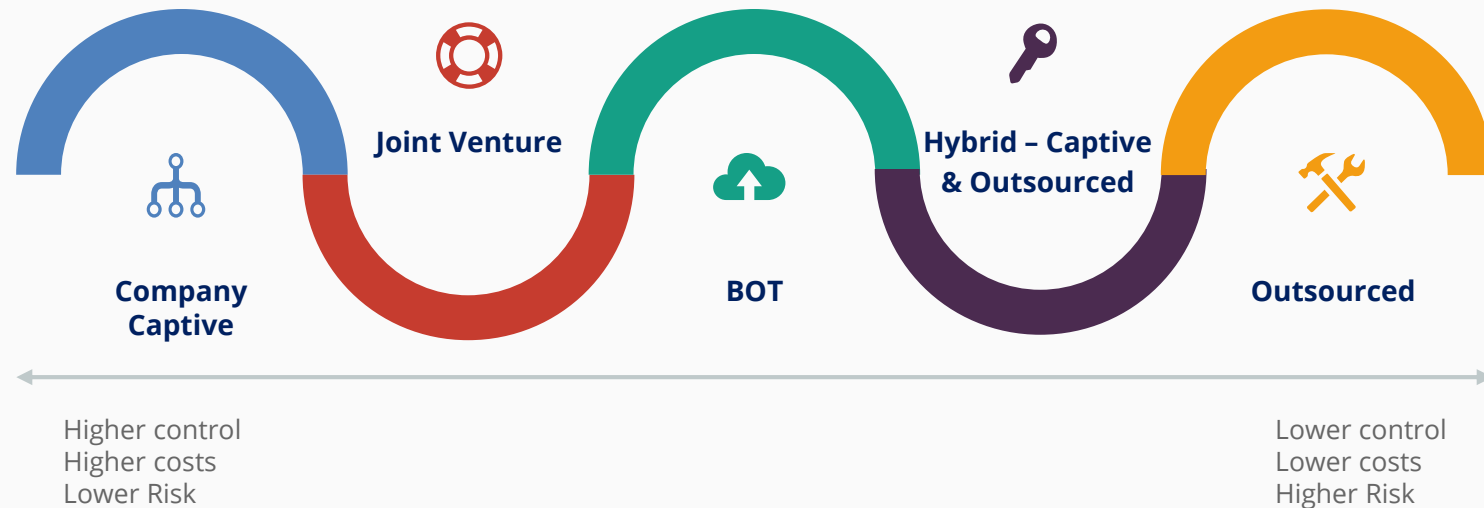 Joint Venture
Hybrid – Captive
& Outsourced
Company
Captive
BOT
Outsourced
Higher control
Higher costs
Lower Risk
Lower control
Lower costs
Higher Risk